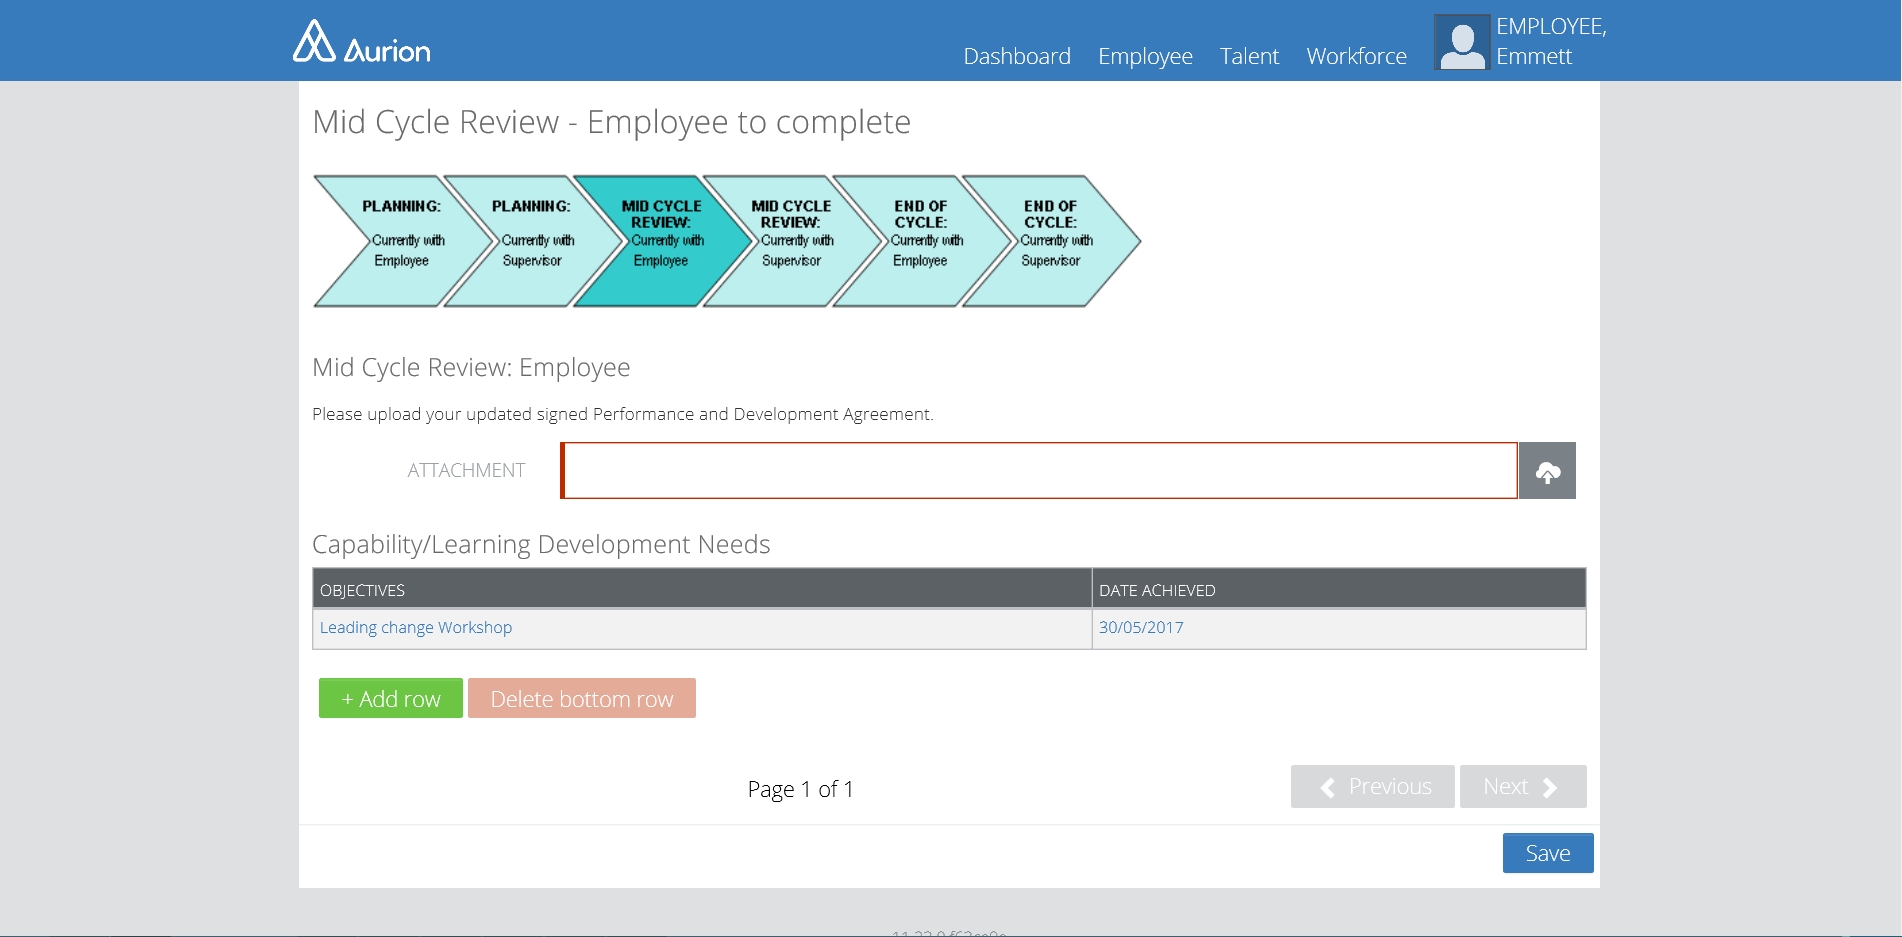 Aurion
Dashboard Employee Talent Workforce
EMPLOYEE,
Emmett
Mid Cycle Review - Employee to complete
PLANNING:
Currently with
Employee
PLANNING:
Currently with
Supervisor
MID CYCLE
REVIEW:
Currently with
Employee
MID CYCLE
REVIEW:
Currently with
Supervisor
END OF
CYCLE:
Currently with
Employee
END OF
CYCLE:
Currently with
Supervisor
Mid Cycle Review: Employee
Please upload your updated signed Performance and Development Agreement.
ATTACHMENT
Capability/Learning Development Needs
OBJECTIVES DATE ACHIEVED
Leading change Workshop 30/05/2017
+ Add row Delete bottom row
Page 1 of 1 Previous Next
Save